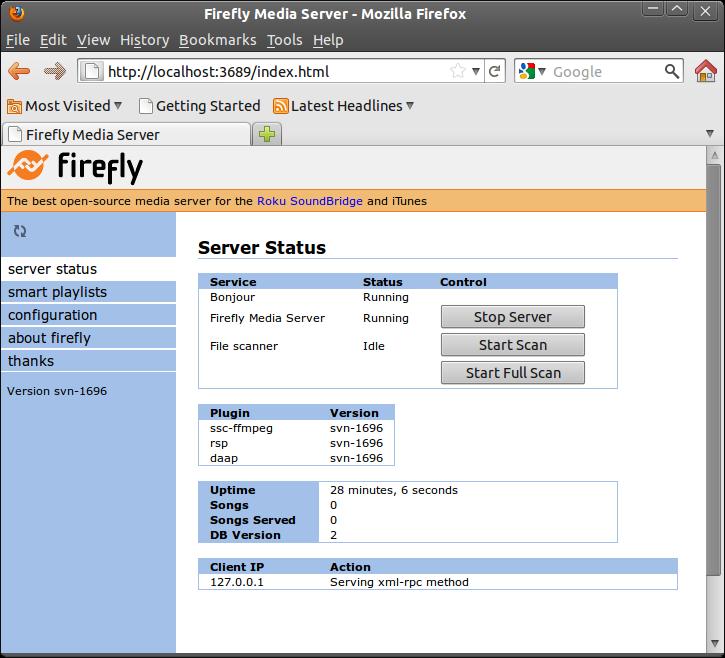 Firefly Media Server - Mozilla Firefox
File Edit View History Bookmarks Tools Help
http://localhost:3689/index.html Google
Most Visited Getting Started Latest Headlines
Firefly Media Server
firefly
The best open-source media server for the Roku SoundBridge and iTunes
server status
smart playlists
configuration
about firefly
thanks
Version svn-1696
Server Status
Service Status Control
Bonjour Running
Firefly Media Server Running Stop Server
File scanner Idle Start Scan
Start Full Scan
Plugin Version
ssc-ffmpeg svn-1696
rsp svn-1696
daap svn-1696
Uptime 28 minutes, 6 seconds
Songs 0
Songs Served 0
DB Version 2
Client IP Action
127.0.0.1 Serving xml-rpc method